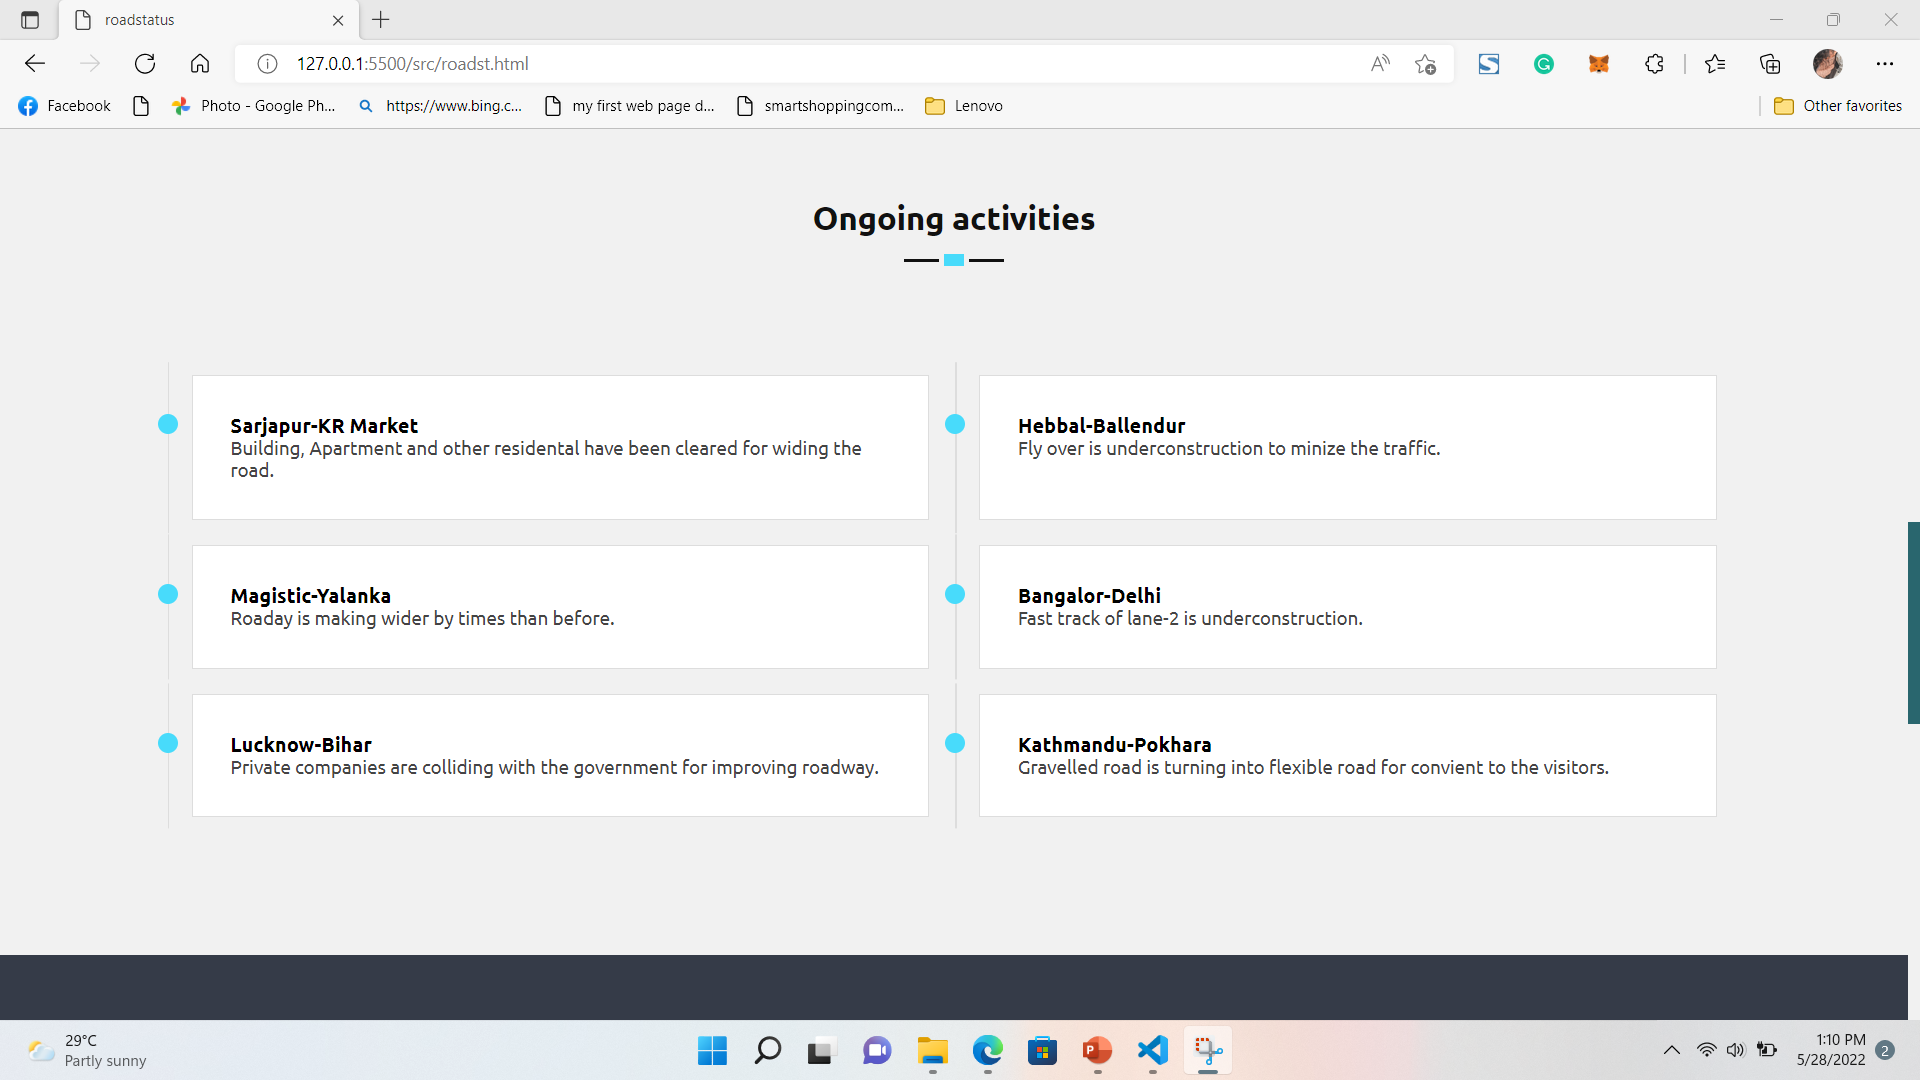 roadstatus
127.0.0.1:5500/src/roadst.html
Facebook
Photo - Google Ph...
https://www.bing.c...
my first web page d...
smartshoppingcom...
Lenovo
Other favorites
Ongoing activities
Sarjapur-KR Market
Building, Apartment and other residental have been cleared for widing the
road.
Hebbal-Ballendur
Fly over is underconstruction to minize the traffic.
Magistic-Yalanka
Roaday is making wider by times than before.
Bangalor-Delhi
Fast track of lane-2 is underconstruction.
Lucknow-Bihar
Private companies are colliding with the government for improving roadway.
Kathmandu-Pokhara
Gravelled road is turning into flexible road for convient to the visitors.
29°C
Partly sunny
1:10 PM
5/28/2022
2